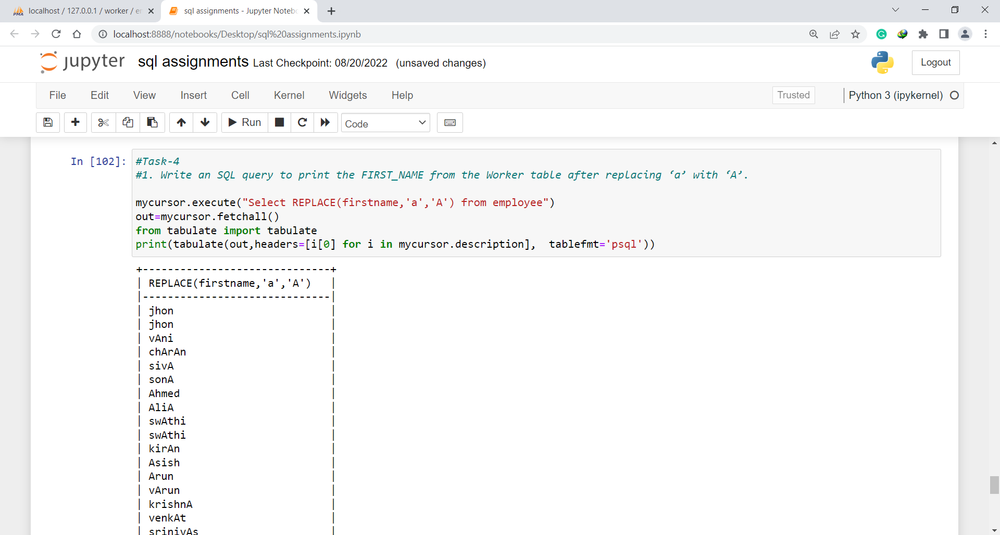 PMA localhost / 127.0.0.1 / worker / em
sql assignments - Jupyter Notebo
localhost:8888/notebooks/Desktop/sql%20assignments.ipynb
jupyter sql assignments Last Checkpoint: 08/20/2022 (unsaved changes)
Logout
File Edit View Insert Cell Kernel Widgets Help
Trusted
Python 3 (ipykernel)
Run
Code
In [102]:
#Task-4
#1. Write an SQL query to print the FIRST_NAME from the Worker table after replacing ‘a’ with ‘A’.
mycursor.execute("Select REPLACE(firstname,'a','A') from employee")
out=mycursor.fetchall()
from tabulate import tabulate
print(tabulate(out,headers=[i[0] for i in mycursor.description],  tablefmt='psql'))
+------------------------------+
| REPLACE(firstname,'a','A')   |
|------------------------------|
| jhon                         |
| jhon                         |
| vAni                         |
| chArAn                       |
| sivA                         |
| sonA                         |
| Ahmed                        |
| AliA                         |
| swAthi                       |
| swAthi                       |
| kirAn                        |
| Asish                        |
| Arun                         |
| vArun                        |
| krishnA                      |
| venkAt                       |
| srinivAs                     |